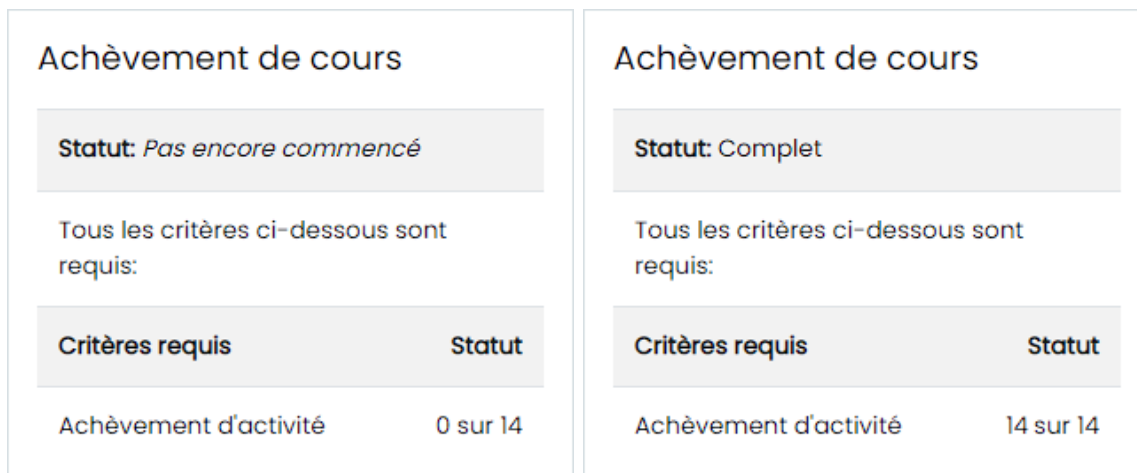 Achèvement de cours
Statut: Pas encore commencé
Tous les critères ci-dessous sont
requis:
Critères requis Statut
Achèvement d'activité 0 sur 14
Achèvement de cours
Statut: Complet
Tous les critères ci-dessous sont
requis:
Critères requis Statut
Achèvement d'activité 14 sur 14